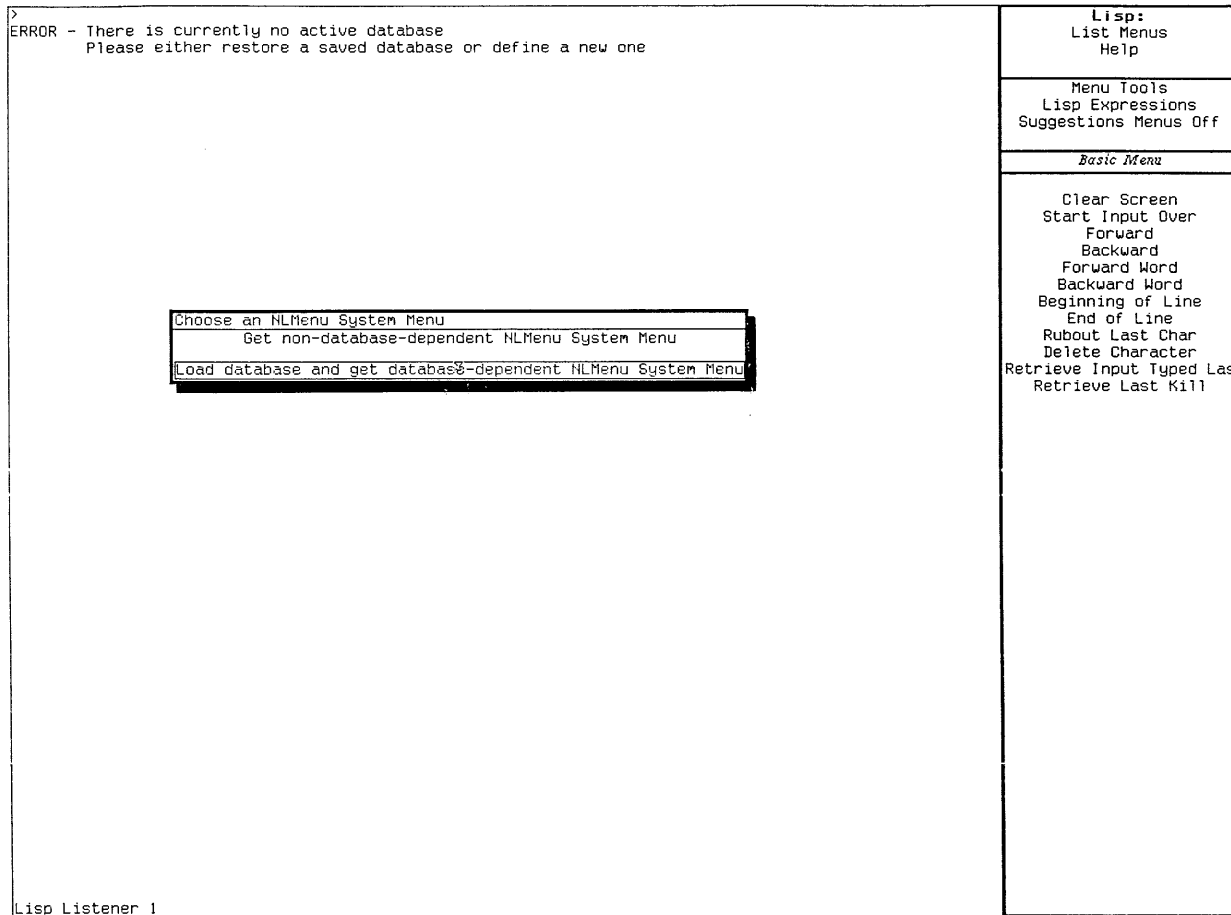 >
ERROR - There is currently no active database
Please either restore a saved database or define a new one
Choose an NLMenu System Menu
Get non-database-dependent NLMenu System Menu
Load database and get database-dependent NLMenu System Menu
Lisp Listener 1
Lisp:
List Menus
Help
Menu Tools
Lisp Expressions
Suggestions Menus Off
Basic Menu
Clear Screen
Start Input Over
Forward
Backward
Forward Word
Backward Word
Beginning of Line
End of Line
Rubout Last Char
Delete Character
Retrieve Input Typed Las
Retrieve Last Kill